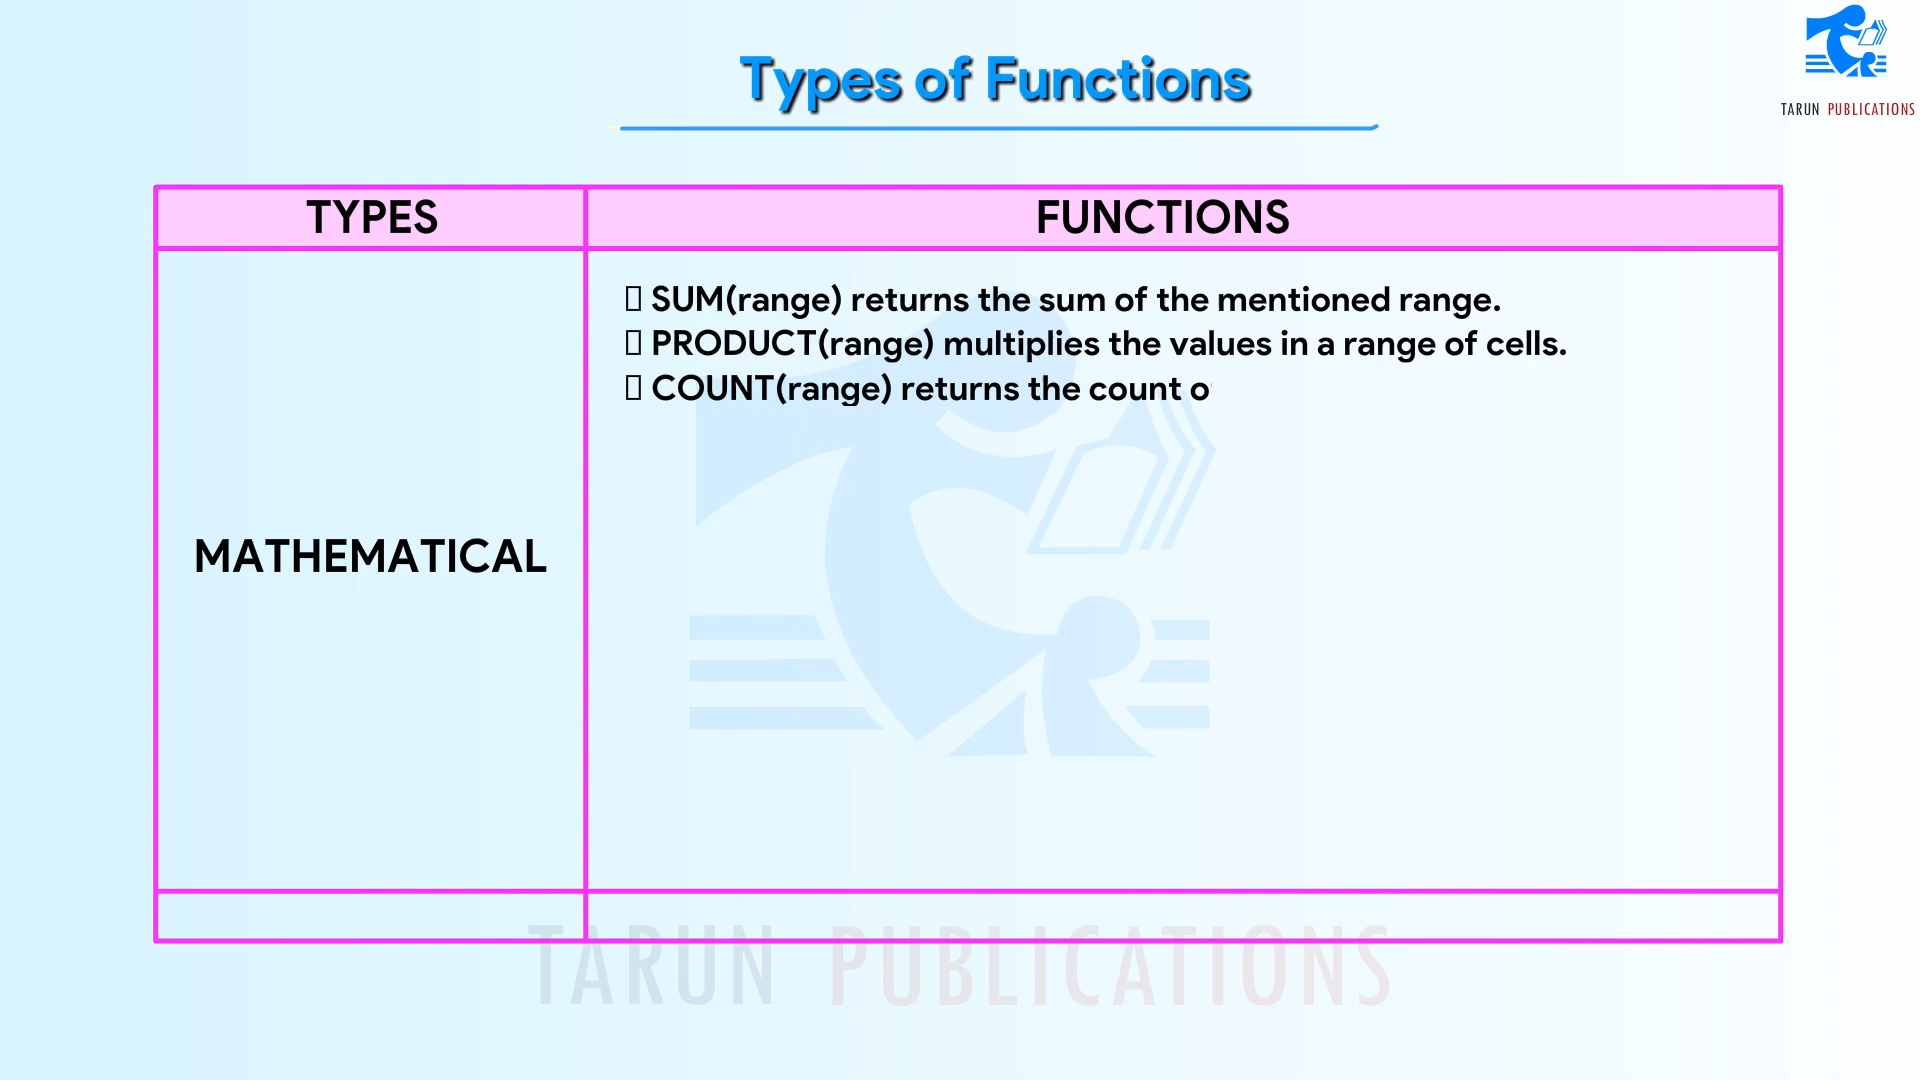 Types of Functions
TARUN PUBLICATIONS
TYPES
FUNCTIONS
SUM(range) returns the sum of the mentioned range.
PRODUCT(range) multiplies the values in a range of cells.
COUNT(range) returns the count o
MATHEMATICAL
TARUN PUBLICATIONS